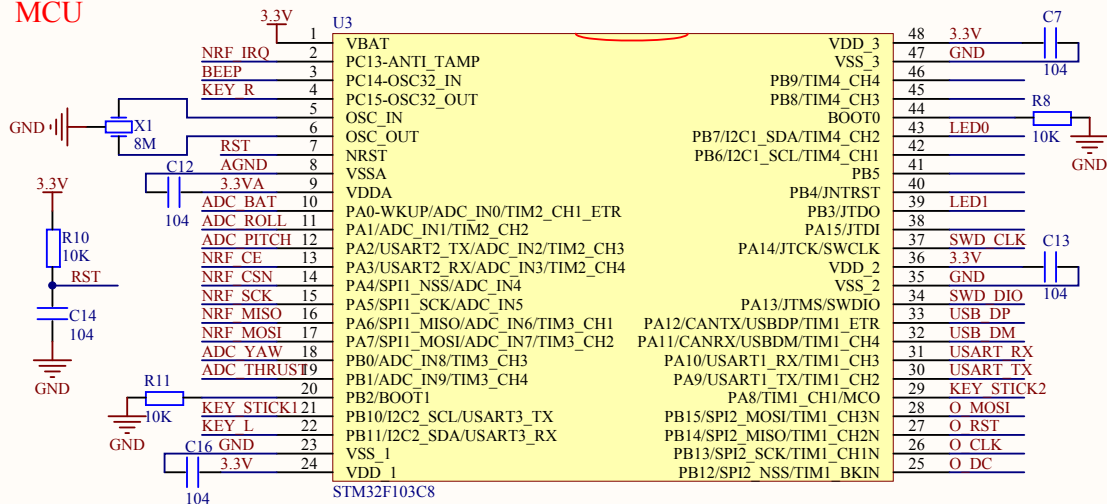 MCU
3.3V
U3
C7
1
VBAT
VDD_3
48
3.3V
NRF_IRQ
2
PC13-ANTI_TAMP
VSS_3
47
GND
104
BEEP
3
PC14-OSC32_IN
PB9/TIM4_CH4
46
KEY_R
4
PC15-OSC32_OUT
PB8/TIM4_CH3
45
R8
5
OSC_IN
BOOT0
44
10K
GND
GND
X1
8M
6
OSC_OUT
PB7/I2C1_SDA/TIM4_CH2
43
LED0
RST
7
NRST
PB6/I2C1_SCL/TIM4_CH1
42
C12
AGND
8
VSSA
PB5
41
104
3.3VA
9
VDDA
PB4/JNTRST
40
3.3V
ADC_BAT
10
PA0-WKUP/ADC_IN0/TIM2_CH1_ETR
PB3/JTDO
39
LED1
ADC_ROLL
11
PA1/ADC_IN1/TIM2_CH2
PA15/JTDI
38
R10
10K
ADC_PITCH
12
PA2/USART2_TX/ADC_IN2/TIM2_CH3
PA14/JTCK/SWCLK
37
SWD_CLK
C13
NRF_CE
13
PA3/USART2_RX/ADC_IN3/TIM2_CH4
VDD_2
36
3.3V
RST
NRF_CSN
14
PA4/SPI1_NSS/ADC_IN4
VSS_2
35
GND
104
NRF_SCK
15
PA5/SPI1_SCK/ADC_IN5
PA13/JTMS/SWDIO
34
SWD_DIO
C14
104
NRF_MISO
16
PA6/SPI1_MISO/ADC_IN6/TIM3_CH1
PA12/CANTX/USBDP/TIM1_ETR
33
USB_DP
NRF_MOSI
17
PA7/SPI1_MOSI/ADC_IN7/TIM3_CH2
PA11/CANRX/USBDM/TIM1_CH4
32
USB_DM
ADC_YAW
18
PB0/ADC_IN8/TIM3_CH3
PA10/USART1_RX/TIM1_CH3
31
USART_RX
GND
ADC_THRUST
19
PB1/ADC_IN9/TIM3_CH4
PA9/USART1_TX/TIM1_CH2
30
USART_TX
R11
10K
GND
20
PB2/BOOT1
PA8/TIM1_CH1/MCO
29
KEY_STICK2
KEY_STICK1
21
PB10/I2C2_SCL/USART3_TX
PB15/SPI2_MOSI/TIM1_CH3N
28
O_MOSI
KEY_L
22
PB11/I2C2_SDA/USART3_RX
PB14/SPI2_MISO/TIM1_CH2N
27
O_RST
C16
GND
23
VSS_1
PB13/SPI2_SCK/TIM1_CH1N
26
O_CLK
104
3.3V
24
VDD_1
PB12/SPI2_NSS/TIM1_BKIN
25
O_DC
STM32F103C8